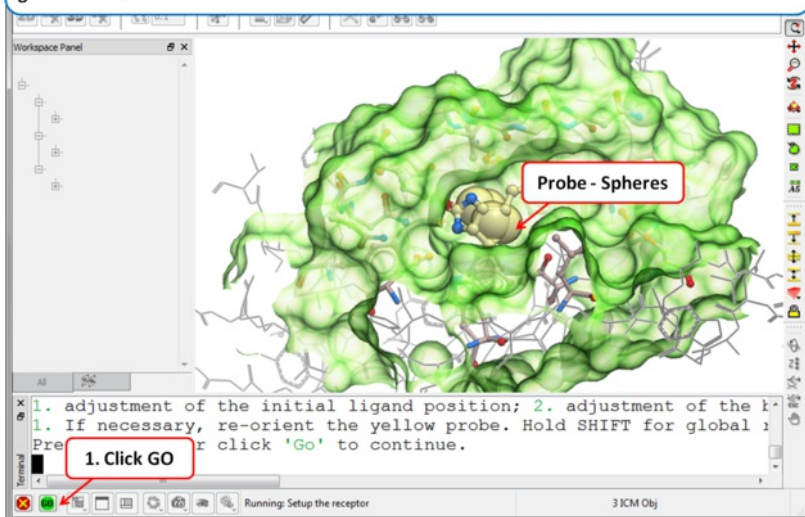 Workspace Panel
Probe - Spheres
All
1. adjustment of the initial ligand position; 2. adjustment of the
1. If necessary, re-orient the yellow probe. Hold SHIFT for global
click 'Go' to continue.
1. Click GO
Terminal
GO
Running: Setup the receptor
3 ICM Obj